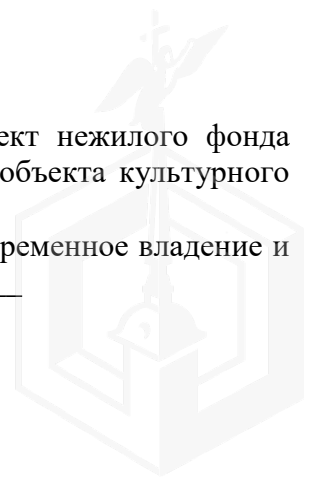 ект нежилого фонда
объекта культурного
ременное владение и